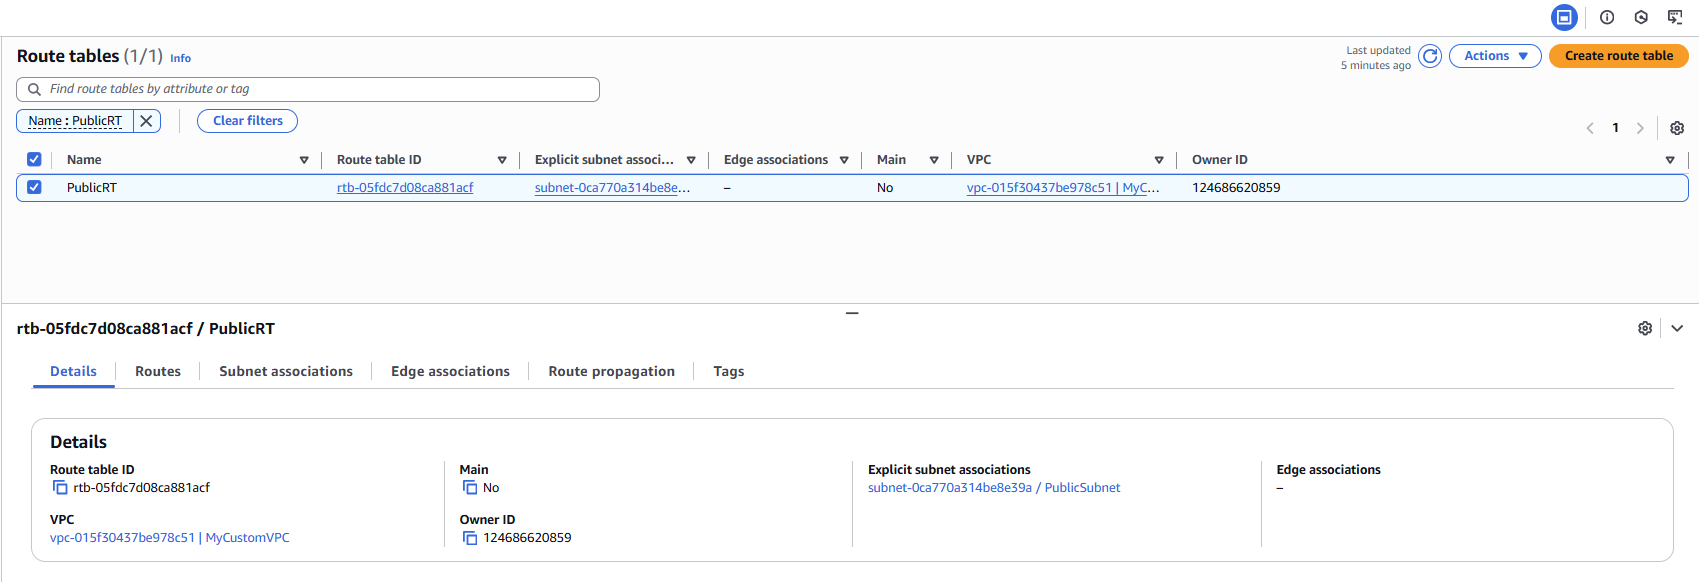 Route tables (1/1) Info
Last updated
5 minutes ago
Actions
Create route table
Find route tables by attribute or tag
Name : PublicRT
Clear filters
1
Name Route table ID Explicit subnet associ... Edge associations Main VPC Owner ID
PublicRT rtb-05fdc7d08ca881acf subnet-0ca770a314be8e... – No vpc-015f30437be978c51 | MyC... 124686620859
rtb-05fdc7d08ca881acf / PublicRT
Details Routes Subnet associations Edge associations Route propagation Tags
Details
Route table ID Main Explicit subnet associations Edge associations
rtb-05fdc7d08ca881acf No subnet-0ca770a314be8e39a / PublicSubnet –
VPC Owner ID
vpc-015f30437be978c51 | MyCustomVPC 124686620859